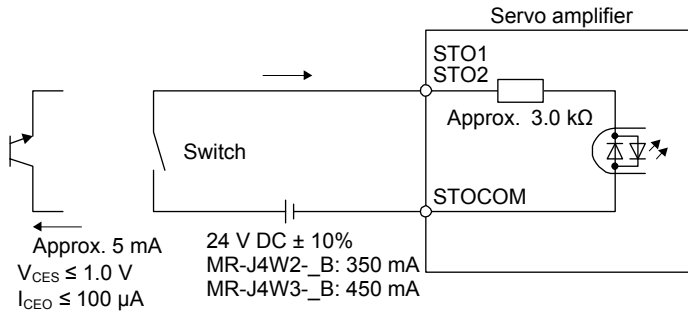 Servo amplifier
STO1
STO2
Approx. 3.0 kΩ
Switch
STOCOM
Approx. 5 mA
VCES ≤ 1.0 V
ICEO ≤ 100 μA
24 V DC ± 10%
MR-J4W2-_B: 350 mA
MR-J4W3-_B: 450 mA